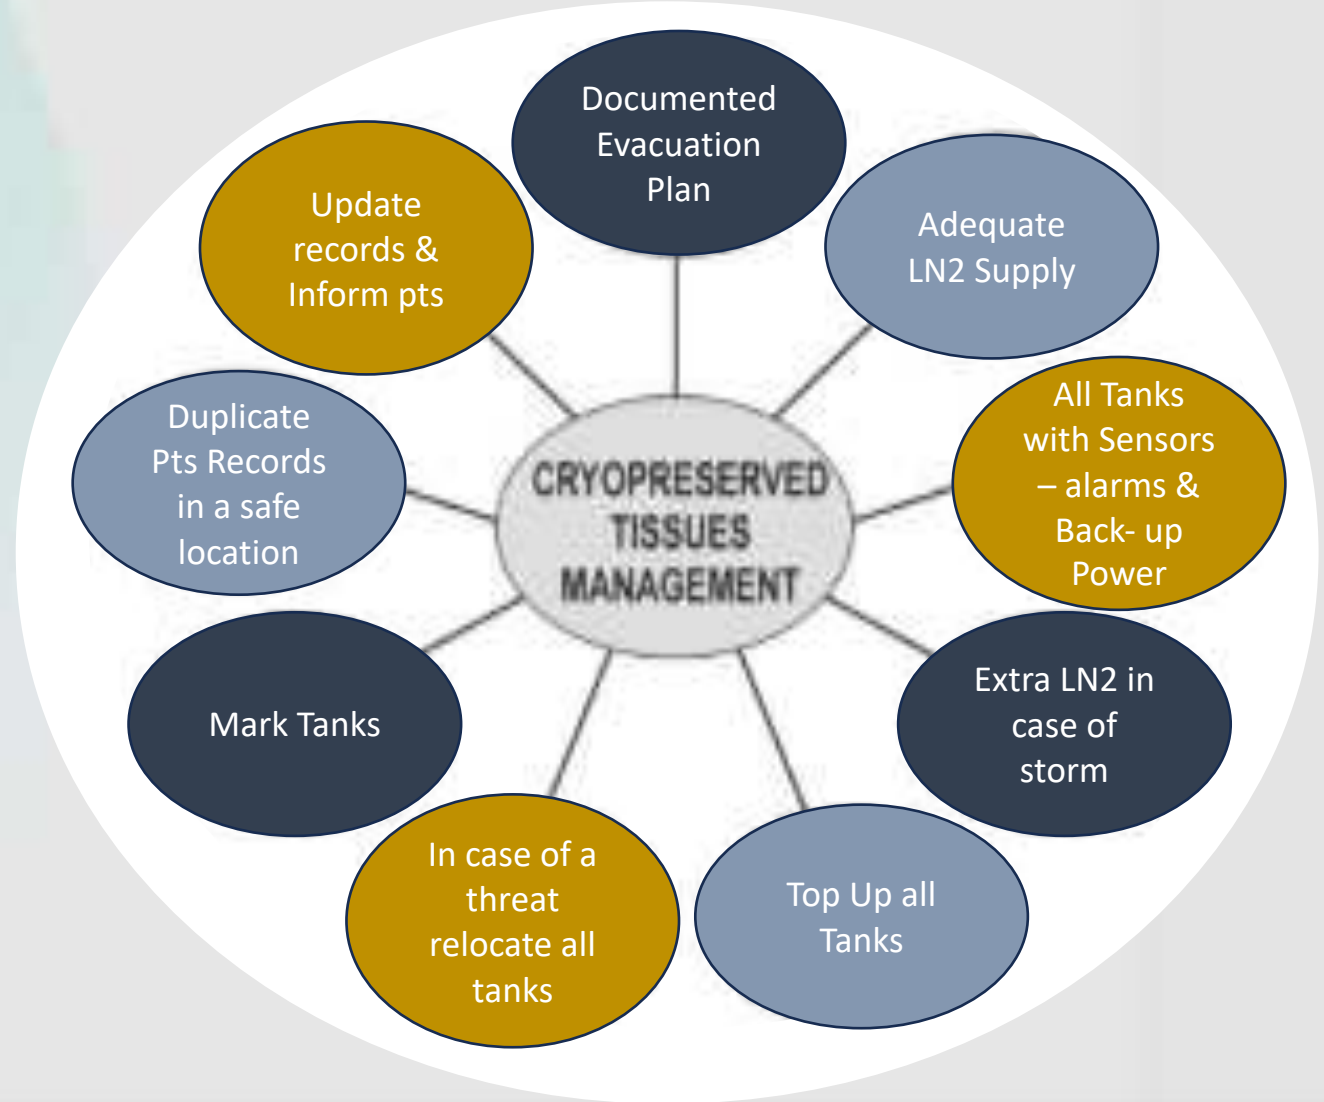 Documented
Evacuation
Plan
Adequate
LN2 Supply
All Tanks
with Sensors
– alarms &
Back- up
Power
Extra LN2 in
case of
storm
Top Up all
Tanks
In case of a
threat
relocate all
tanks
Mark Tanks
Duplicate
Pts Records
in a safe
location
Update
records &
Inform pts
CRYOPRESERVED
TISSUES
MANAGEMENT